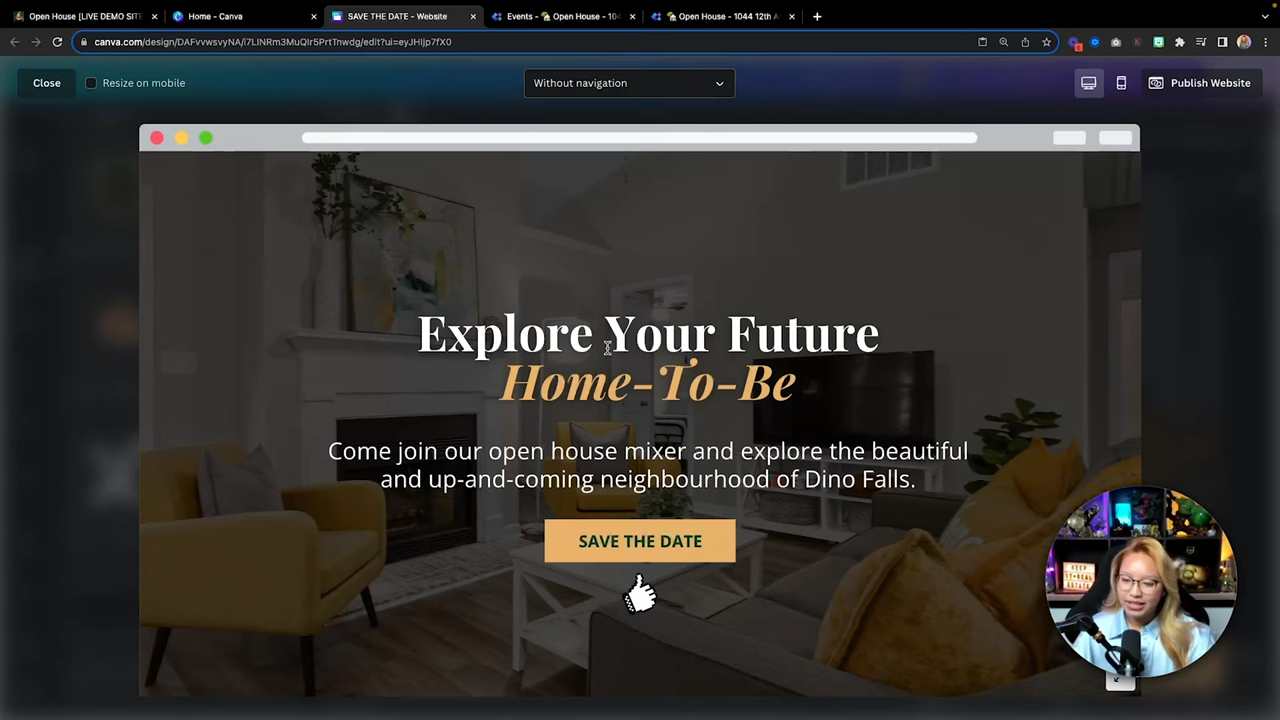 Open House [LIVE DEMO SITE
Home - Canva
SAVE THE DATE - Website
Events - 🏡 Open House - 104
🏡 Open House - 1044 12th A
canva.com/design/DAFvvwsvyNA/i7LINRm3MuQIr5PrtTnwdg/edit?ui=eyJHIjp7fX0
Close
Resize on mobile
Without navigation
Publish Website
Explore Your Future
Home-To-Be
Come join our open house mixer and explore the beautiful
and up-and-coming neighbourhood of Dino Falls.
SAVE THE DATE
KEEP
IT REAL
ESTATE